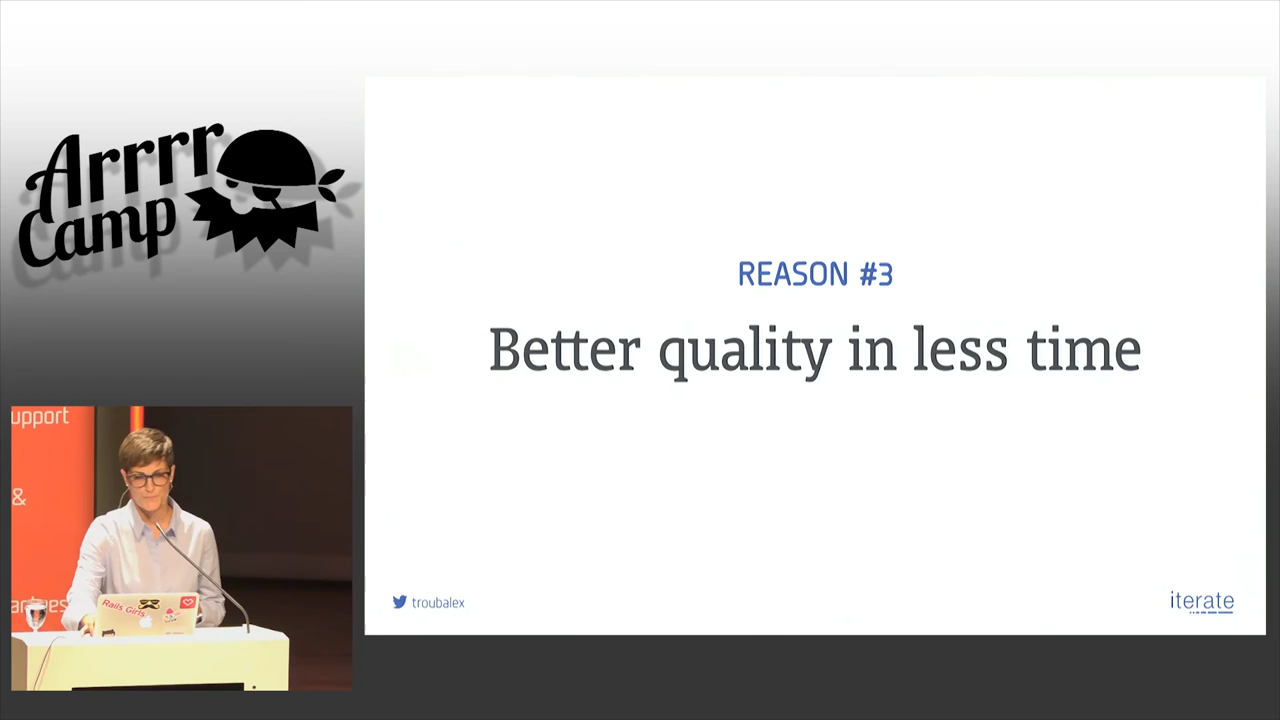 Arrrr
Camp
REASON #3
Better quality in less time
upport
&
Rails Girls
troubalex
iterate